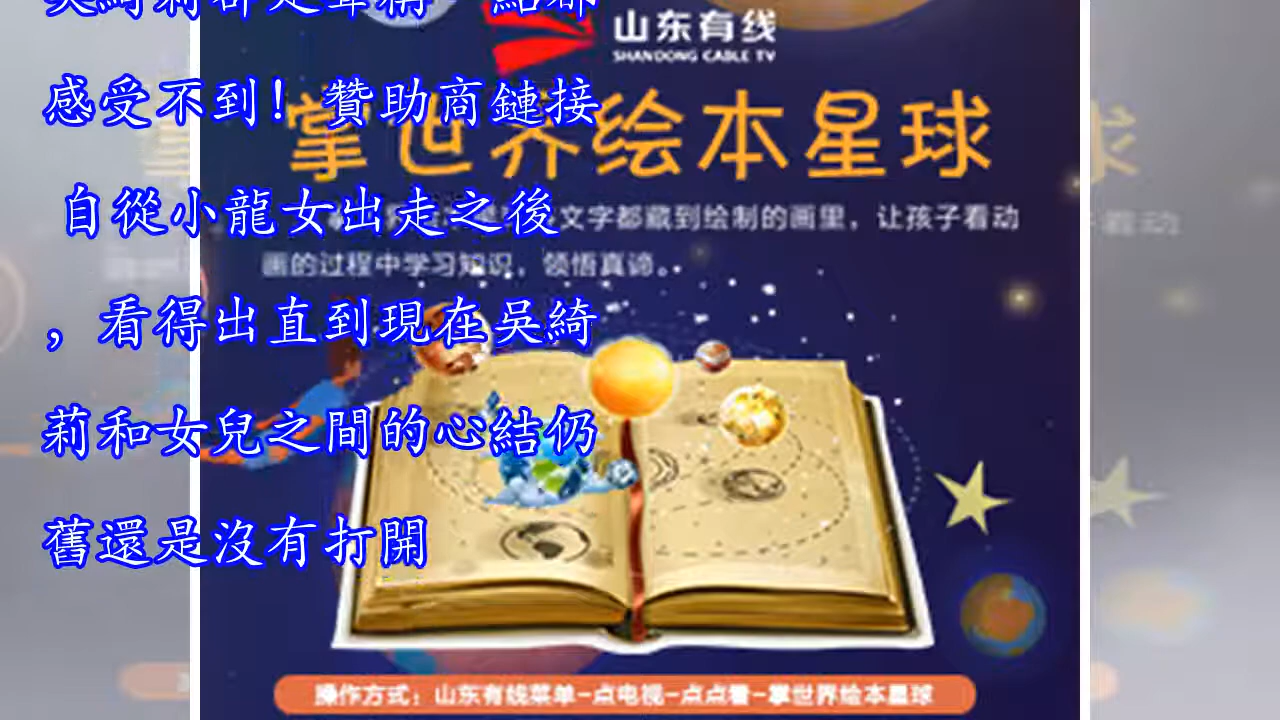 山东有线
SHANDONG CABLE TV
感受不到！贊助商鏈接
掌世界绘本星球
自從小龍女出走之後
文字都藏到绘制的画里，让孩子看动
画的过程中学习知识，领悟真谛。
，看得出直到現在吳綺
莉和女兒之間的心結仍
舊還是沒有打開
操作方式：山东有线菜单-点电视-点点看-掌世界绘本星球